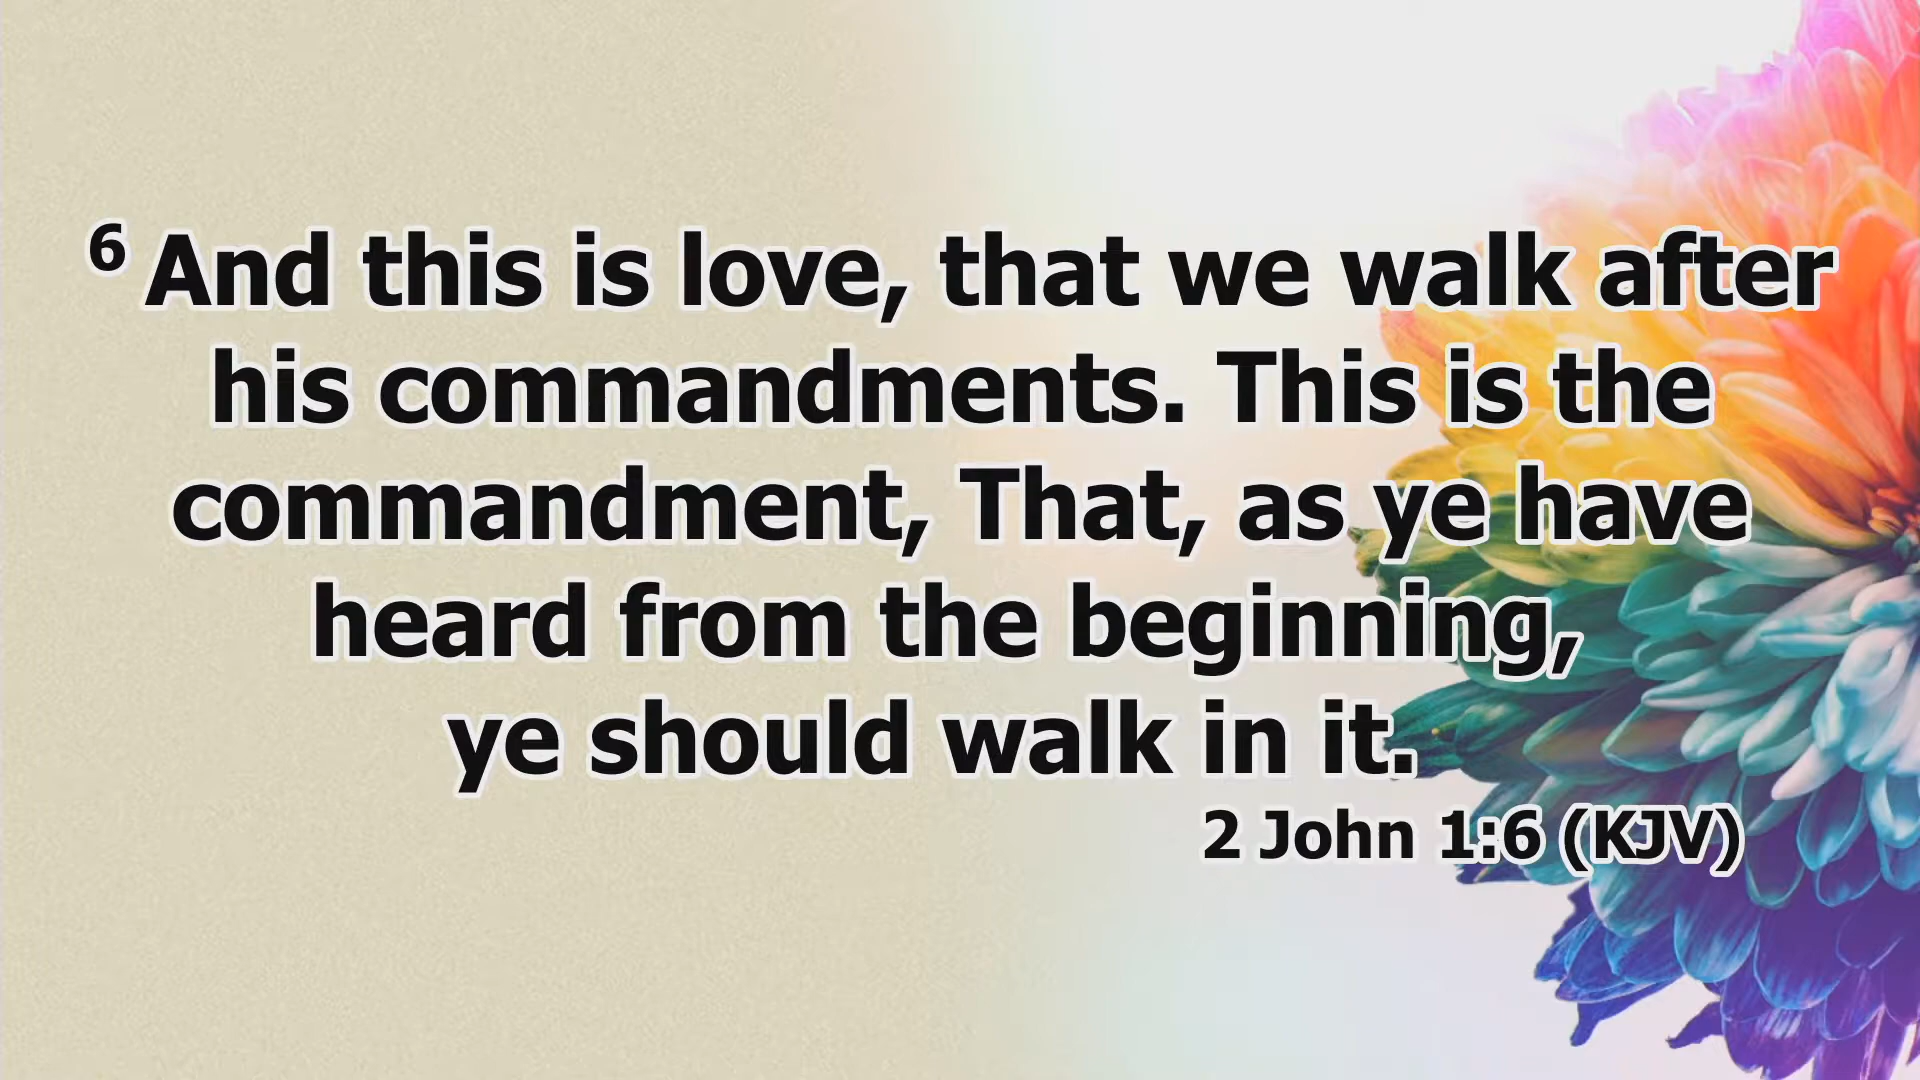 6 And this is love, that we walk after
his commandments. This is the
commandment, That, as ye have
heard from the beginning,
ye should walk in it.
2 John 1:6 (KJV)